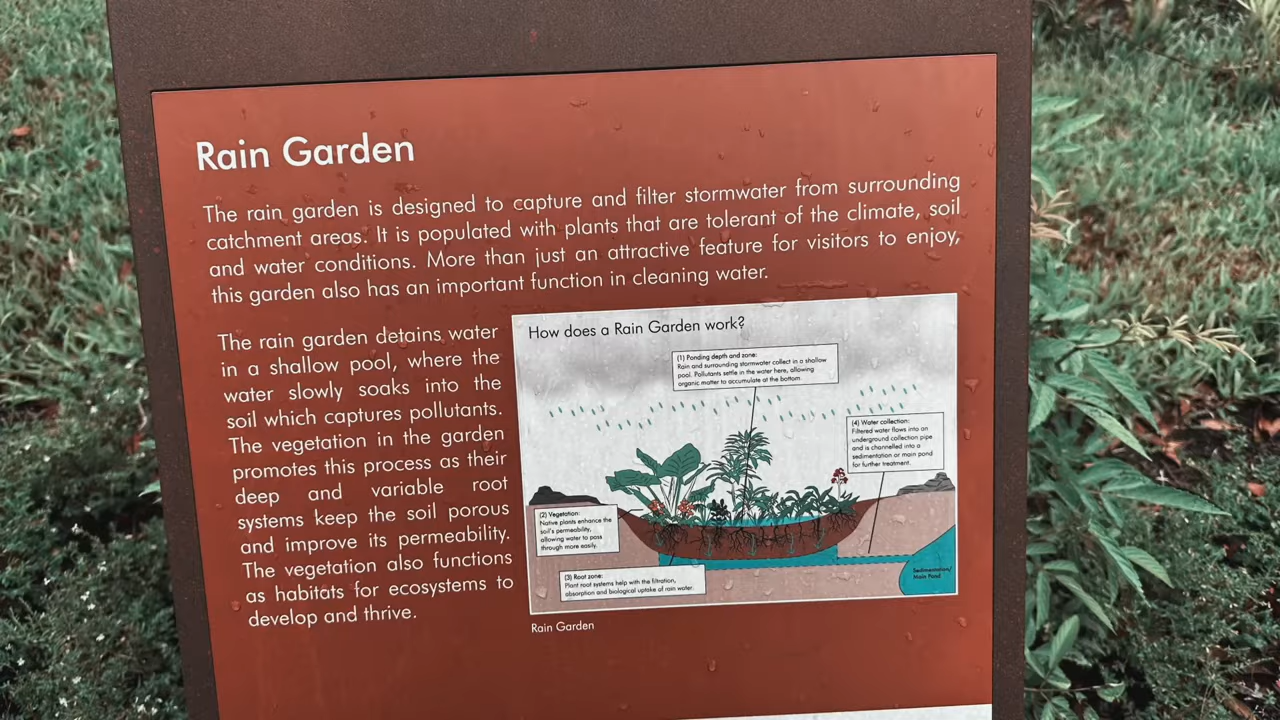 Rain Garden
The rain garden is designed to capture and filter stormwater from surrounding
catchment areas. It is populated with plants that are tolerant of the climate, soil
and water conditions. More than just an attractive feature for visitors to enjoy,
this garden also has an important function in cleaning water.
The rain garden detains water
in a shallow pool, where the
water slowly soaks into the
soil which captures pollutants.
The vegetation in the garden
promotes this process as their
deep and variable root
systems keep the soil porous
and improve its permeability.
The vegetation also functions
as habitats for ecosystems to
develop and thrive.
How does a Rain Garden work?
(1) Ponding depth and zone:
Rain and surrounding stormwater collect in a shallow
pool. Pollutants settle in the water here, allowing
organic matter to accumulate at the bottom.
(4) Water collection:
Filtered water flows into an
underground collection pipe
and is channelled into a
sedimentation or main pond
for further treatment.
(2) Vegetation:
Native plants enhance the
soil's permeability,
allowing water to pass
through more easily.
(3) Root zone:
Plant root systems help with the filtration,
absorption and biological uptake of rain water.
Sedimentation/
Main Pond
Rain Garden